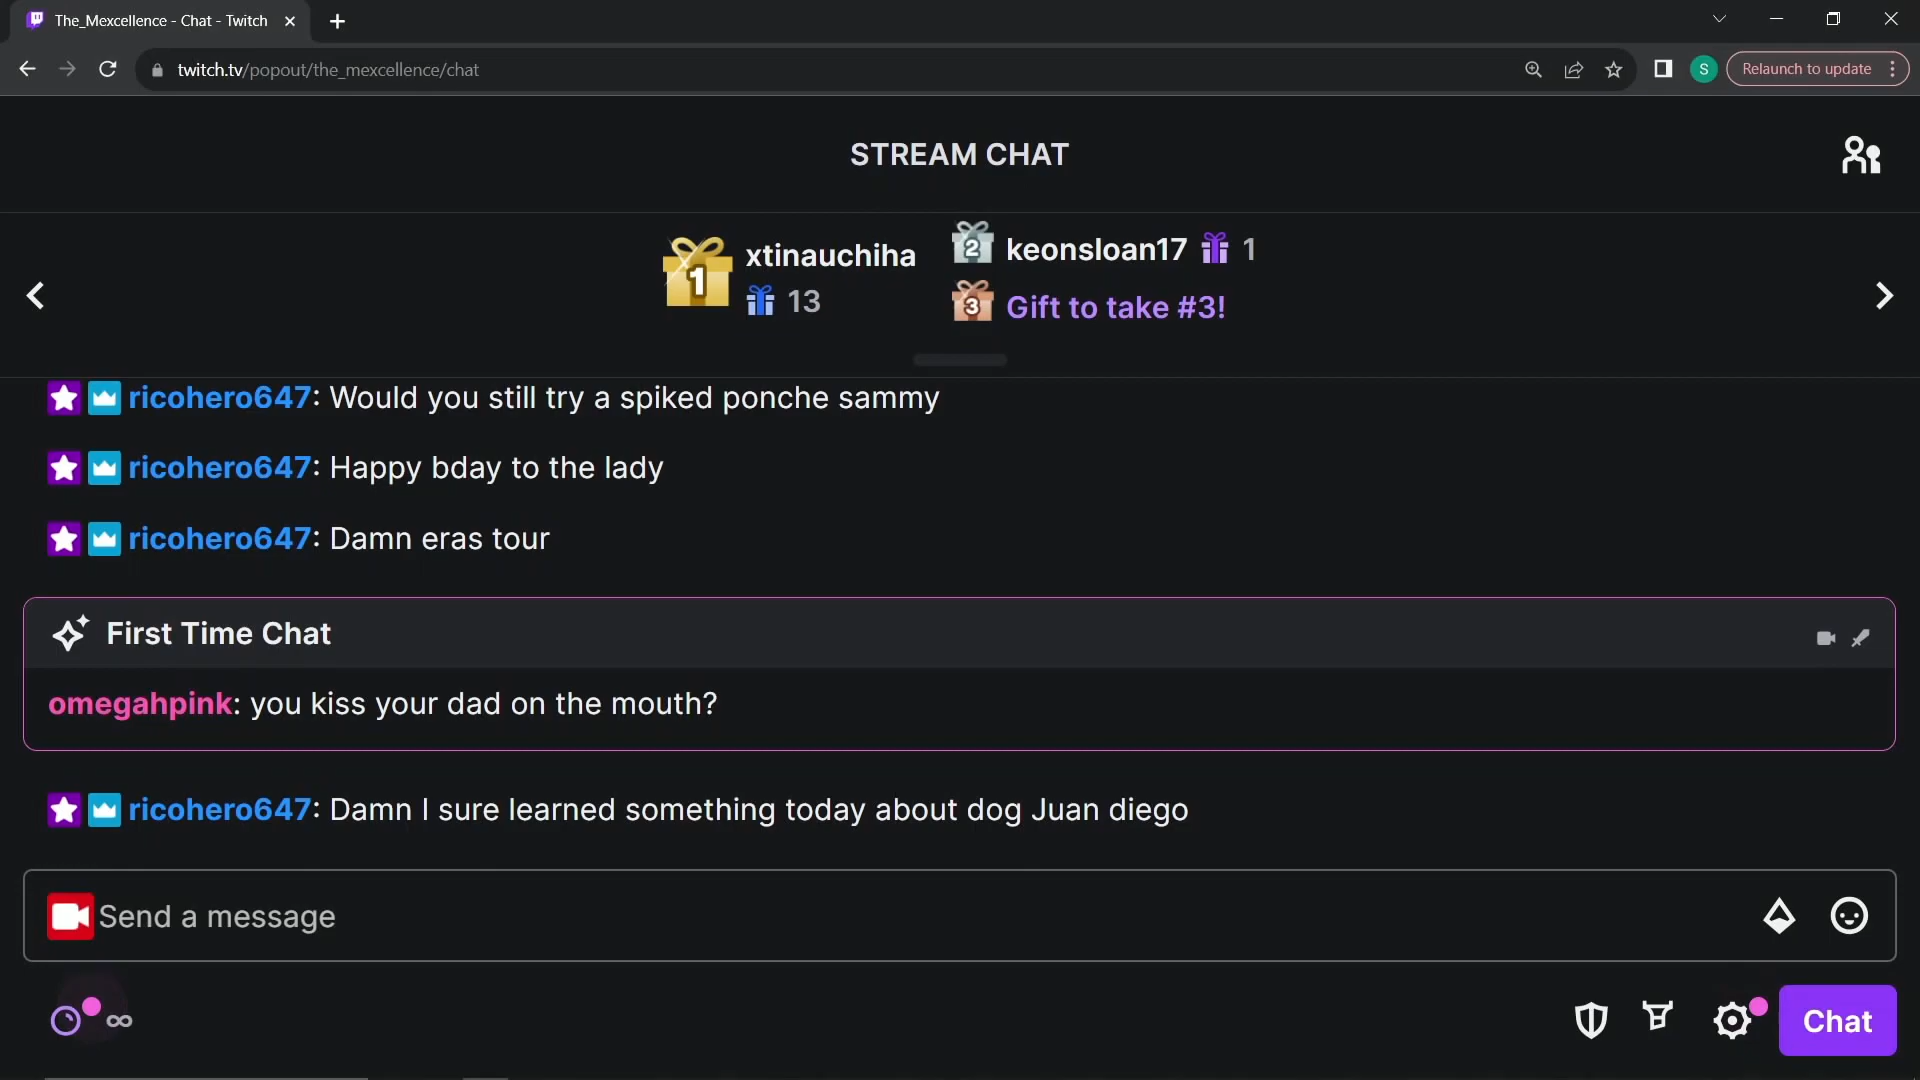 The_Mexcellence - Chat - Twitch
twitch.tv/popout/the_mexcellence/chat
S
Relaunch to update
STREAM CHAT
1 xtinauchiha
13
2 keonsloan17 1
3 Gift to take #3!
ricohero647: Would you still try a spiked ponche sammy
ricohero647: Happy bday to the lady
ricohero647: Damn eras tour
First Time Chat
omegahpink: you kiss your dad on the mouth?
ricohero647: Damn I sure learned something today about dog Juan diego
Send a message
∞
Chat